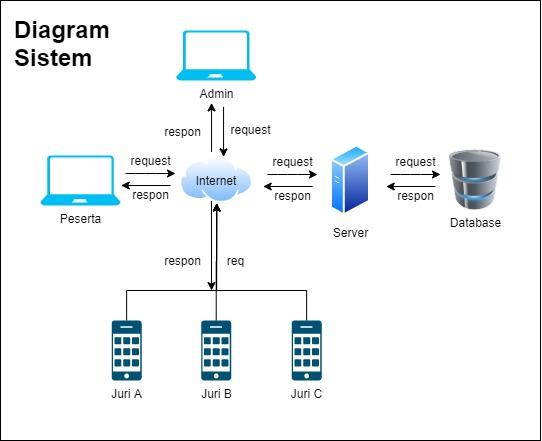 Diagram
Sistem
Admin
respon
request
request
respon
Peserta
Internet
request
respon
Server
request
respon
Database
respon
req
Juri A
Juri B
Juri C